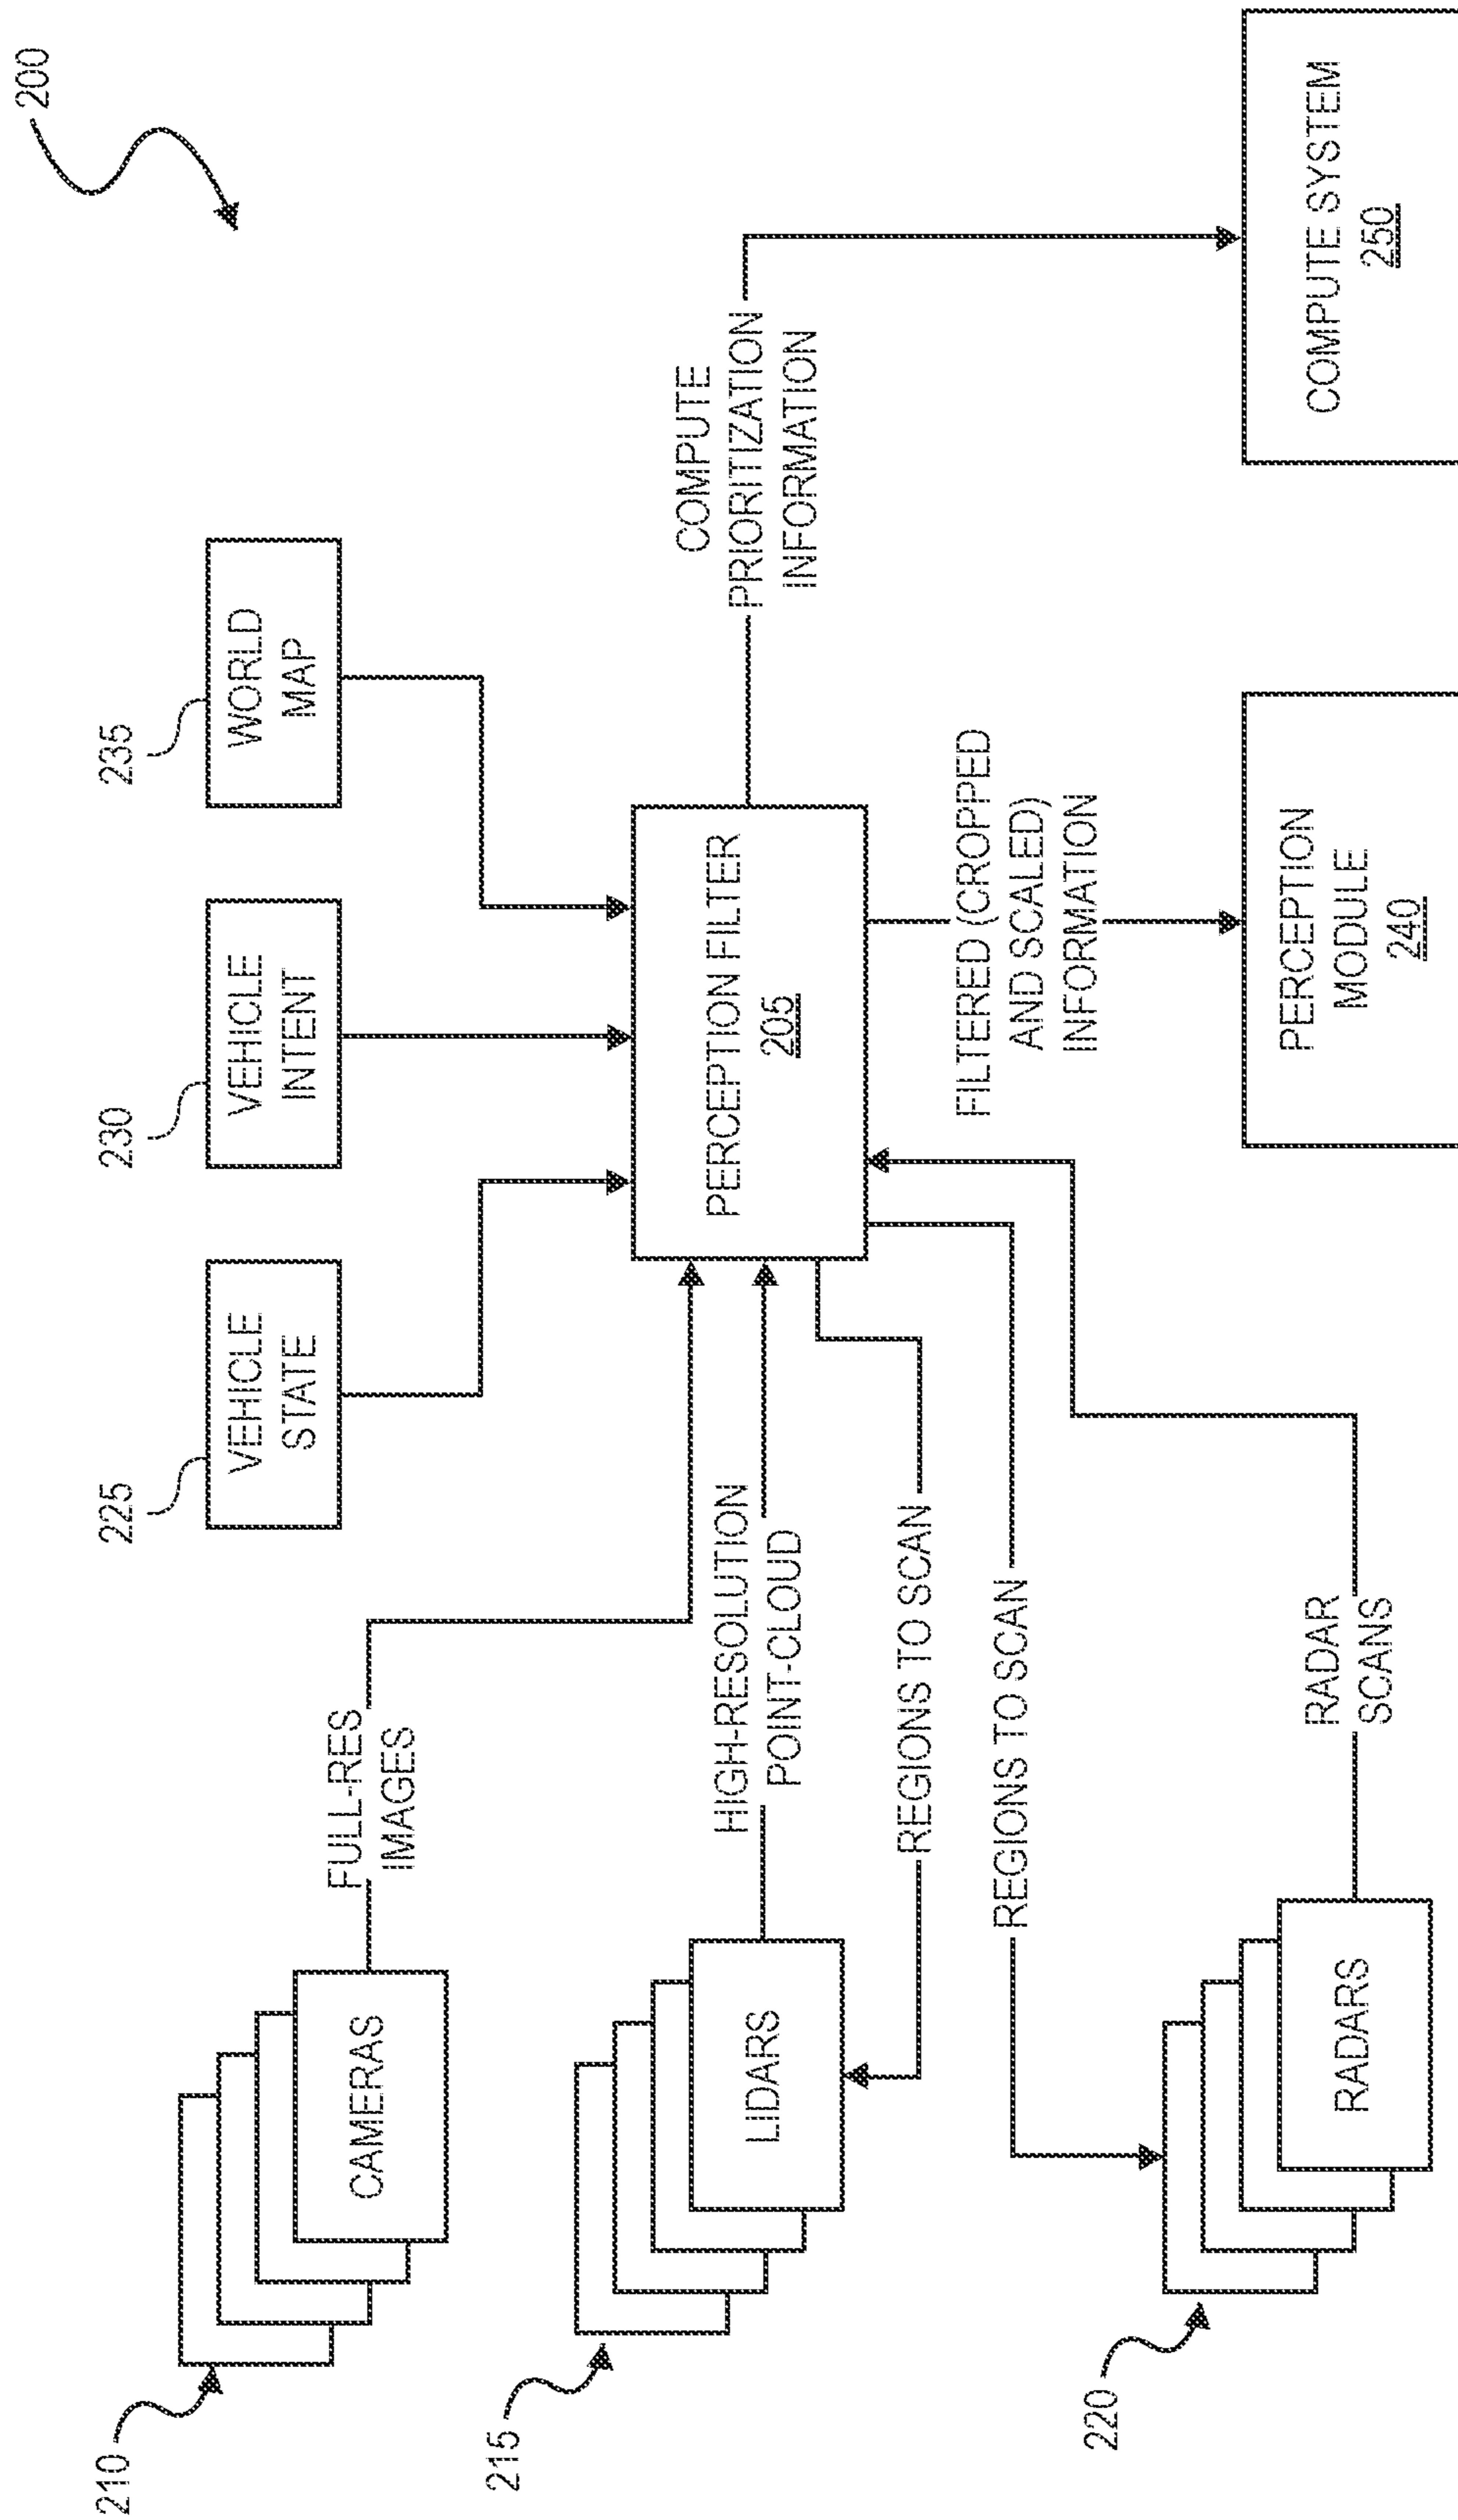 200
225
VEHICLE
STATE
230
VEHICLE
INTENT
235
WORLD
MAP
210
CAMERAS
FULL-RES
IMAGES
215
LIDARS
HIGH-RESOLUTION
POINT-CLOUD
REGIONS TO SCAN
REGIONS TO SCAN
220
RADARS
RADAR
SCANS
PERCEPTION FILTER
205
COMPUTE
PRIORITIZATION
INFORMATION
FILTERED (CROPPED
AND SCALED)
INFORMATION
PERCEPTION
MODULE
240
COMPUTE SYSTEM
250